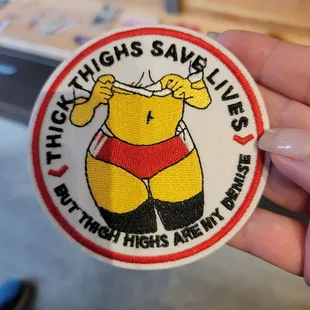 THICK THIGHS SAVE LIVES
BUT THIGH HIGHS ARE MY DEMISE